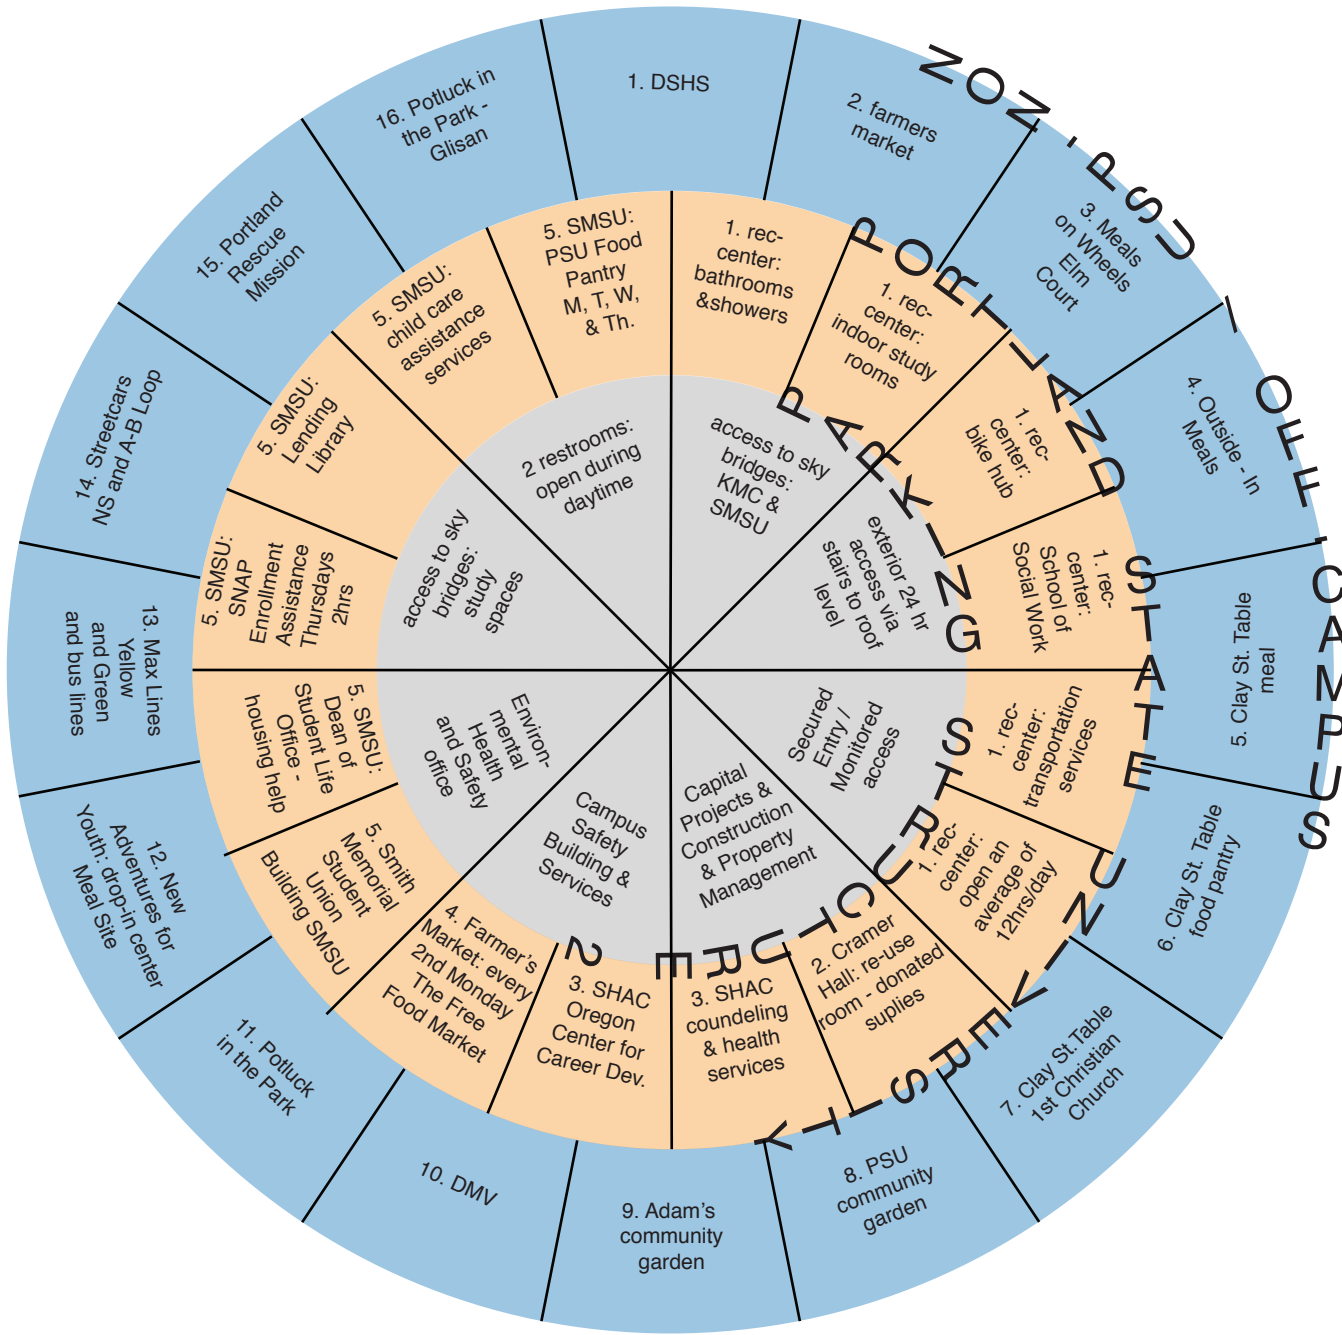 NON-PSU / OFF-CAMPUS
1. DSHS
2. farmers
market
3. Meals
on Wheels
Elm
Court
4. Outside - In
Meals
5. Clay St. Table
meal
6. Clay St. Table
food pantry
7. Clay St.Table
1st Christian
Church
8. PSU
community
garden
9. Adam's
community
garden
10. DMV
11. Potluck
in the Park
12. New
Adventures for
Youth: drop-in center
Meal Site
13. Max Lines
Yellow
and Green
and bus lines
14. Streetcars
NS and A-B Loop
15. Portland
Rescue
Mission
16. Potluck in
the Park -
Glisan
PORTLAND STATE UNIVERSITY
1. rec-
center:
bathrooms
&showers
1. rec-
center:
indoor study
rooms
1. rec-
center:
bike hub
1. rec-
center:
School of
Social Work
1. rec-
center:
transportation
services
1. rec-
center:
open an
average of
12hrs/day
2. Cramer
Hall: re-use
room - donated
suplies
3. SHAC
coundeling
& health
services
3. SHAC
Oregon
Center for
Career Dev.
4. Farmer's
Market: every
2nd Monday
The Free
Food Market
5. Smith
Memorial
Student
Union
Building SMSU
5. SMSU:
Dean of
Student Life
Office -
housing help
5. SMSU:
SNAP
Enrollment
Assistance
Thursdays
2hrs
5. SMSU:
Lending
Library
5. SMSU:
child care
assistance
services
5. SMSU:
PSU Food
Pantry
M, T, W,
& Th.
PARKING STRUCTURE 2
access to sky
bridges:
KMC &
SMSU
exterior 24 hr
access via
stairs to roof
level
Secured
Entry /
Monitored
access
Capital
Projects &
Construction
& Property
Management
Campus
Safety
Building &
Services
Environ-
mental
Health
and Safety
office
access to sky
bridges:
study
spaces
2 restrooms:
open during
daytime